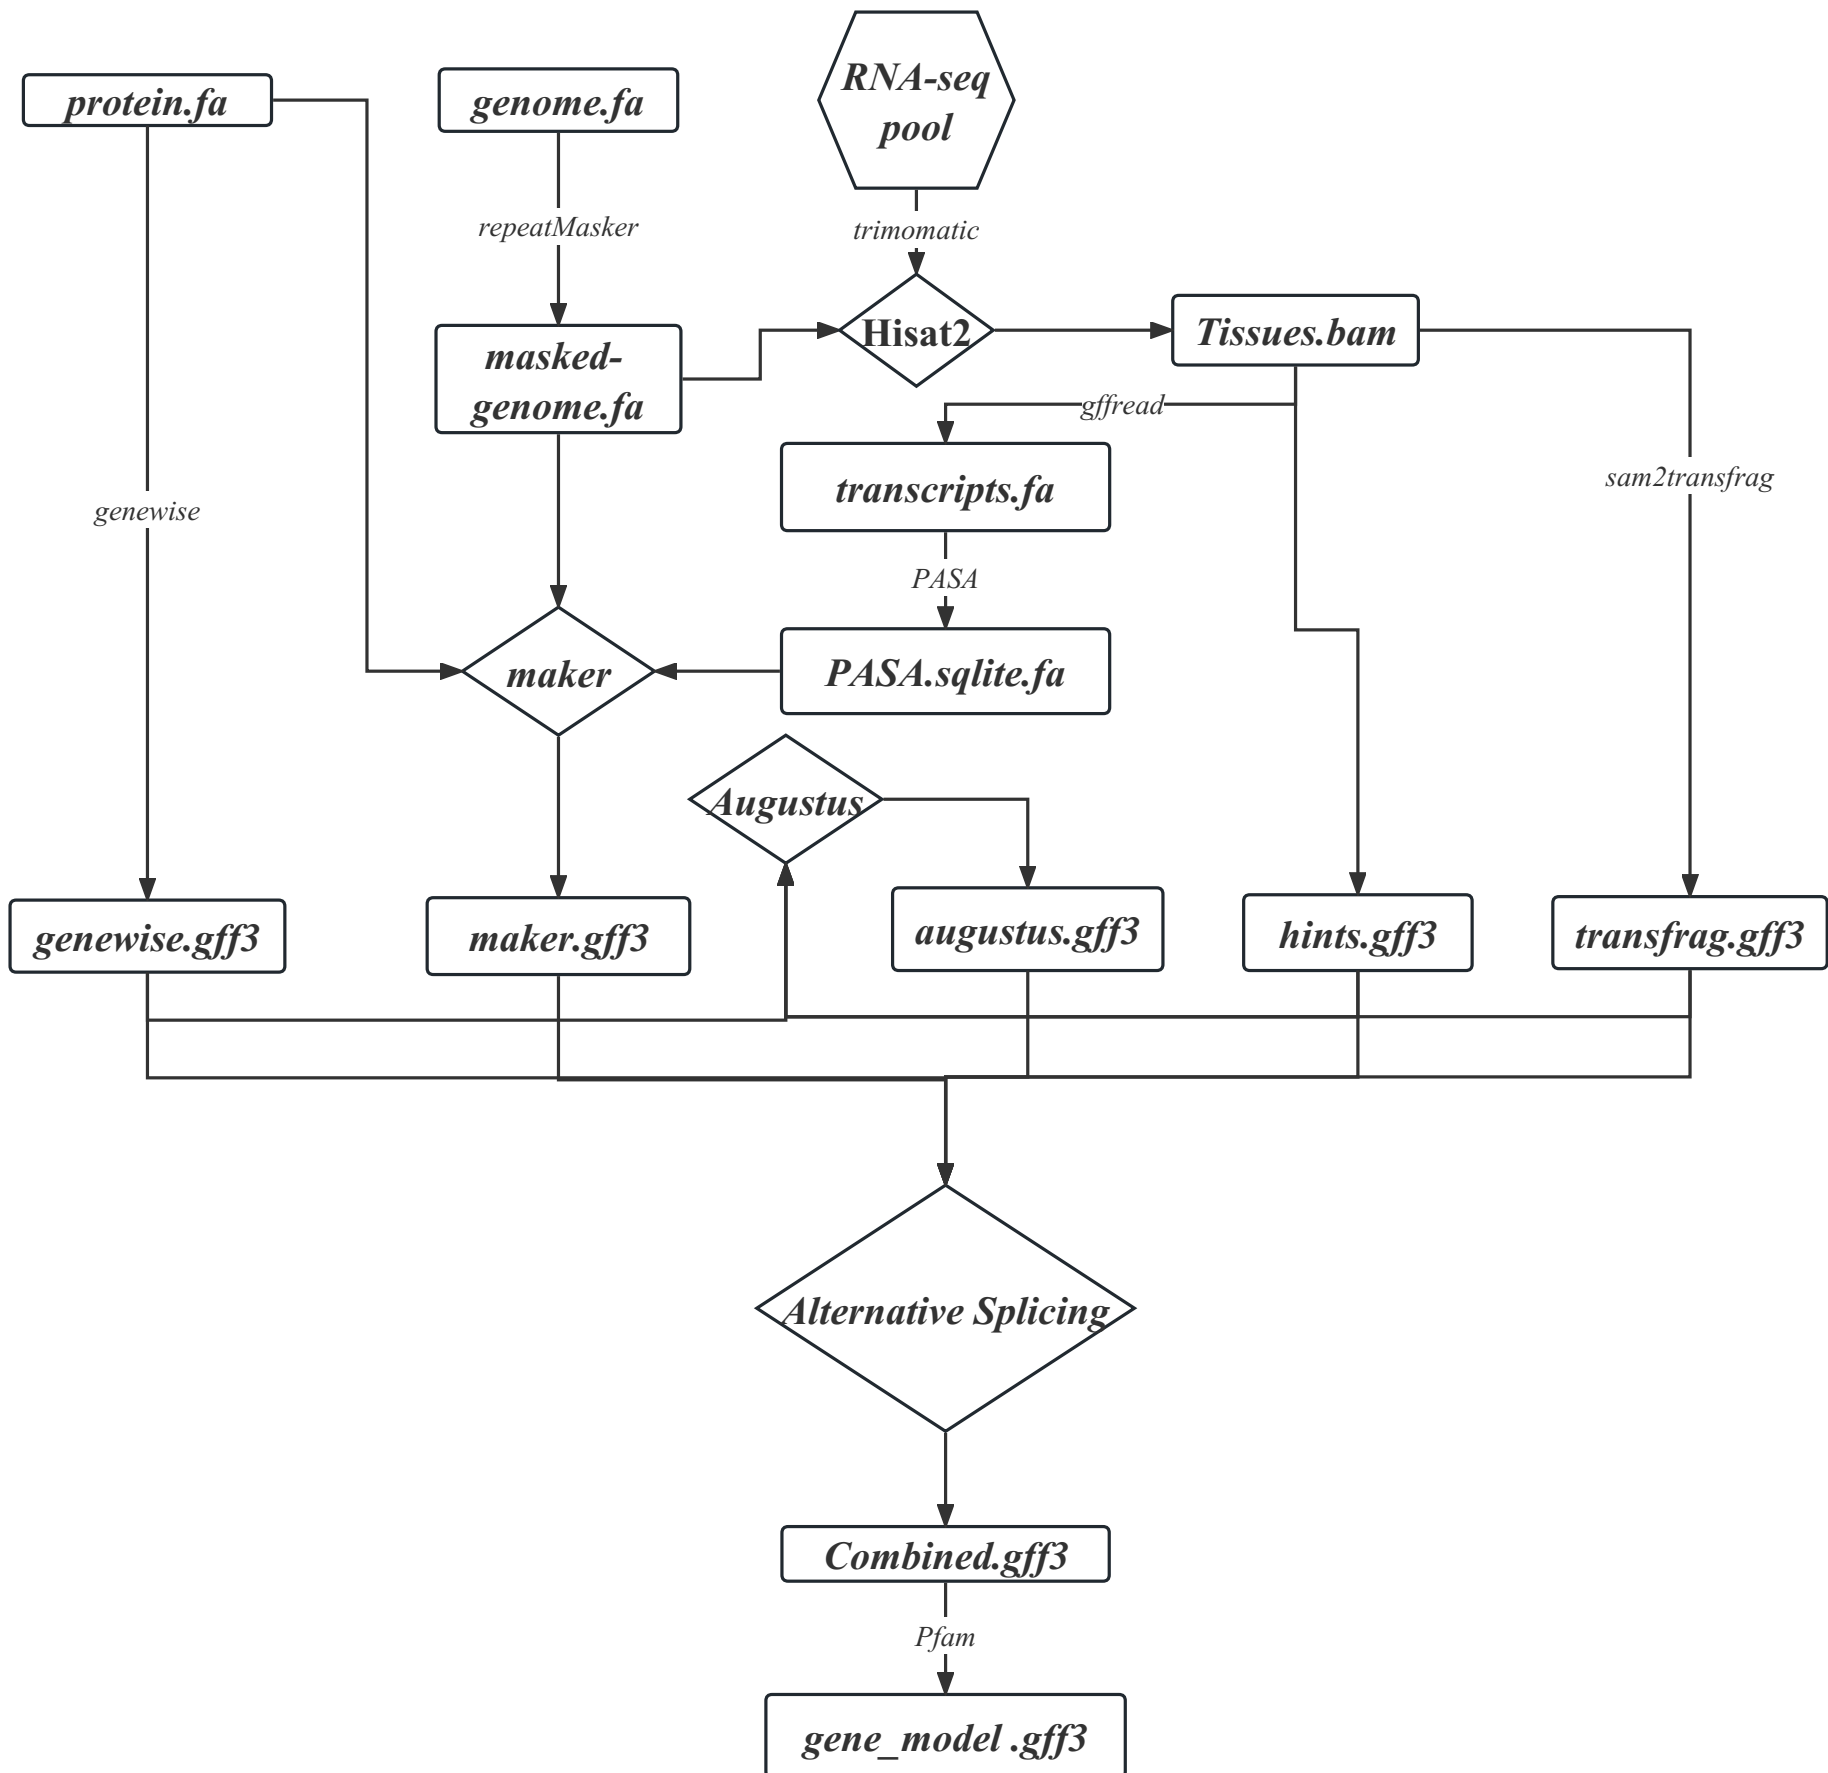 RNA-seq
pool
protein.fa
genome.fa
repeatMasker
trimomatic
Hisat2
Tissues.bam
masked-
genome.fa
gffread
transcripts.fa
sam2transfrag
genewise
PASA
maker
PASA.sqlite.fa
Augustus
genewise.gff3
maker.gff3
augustus.gff3
hints.gff3
transfrag.gff3
Alternative Splicing
Combined.gff3
Pfam
gene_model .gff3